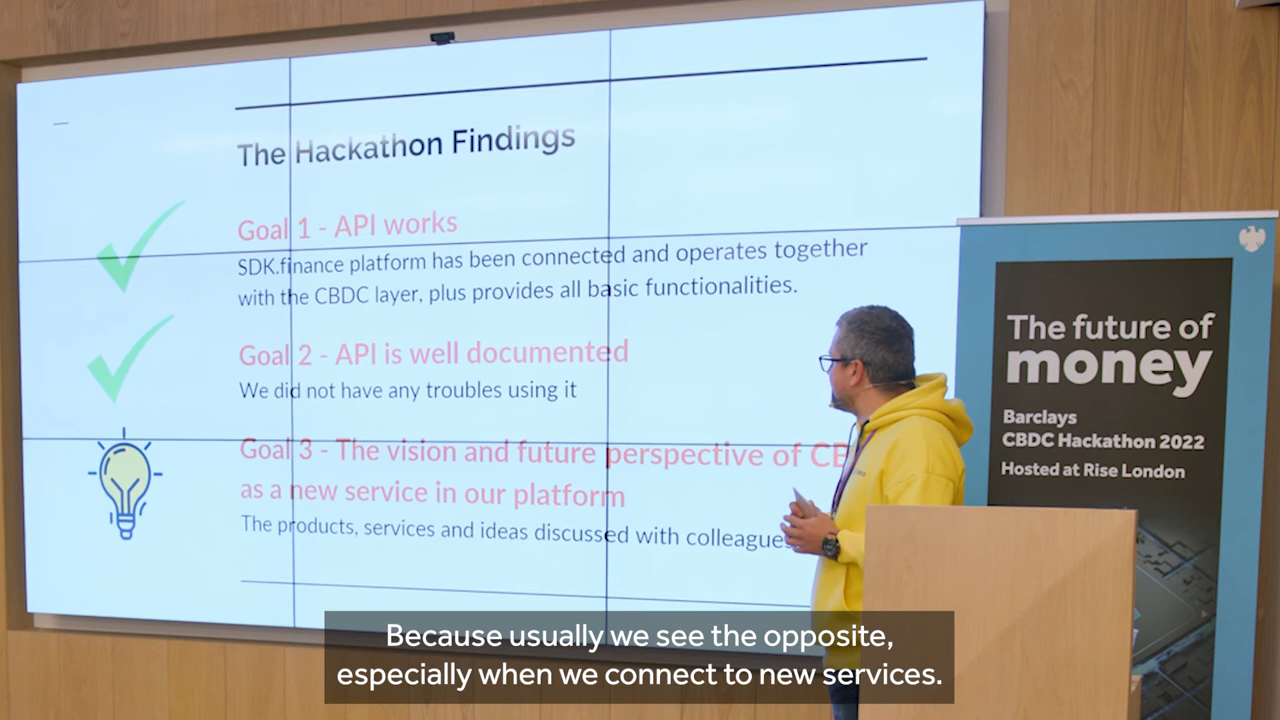 The Hackathon Findings
Goal 1 - API works
SDK.finance platform has been connected and operates together
with the CBDC layer, plus provides all basic functionalities.
Goal 2 - API is well documented
We did not have any troubles using it
Goal 3 - The vision and future perspective of
as a new service in our platform
The products, services and ideas discussed with colleagues
The future of
money
Barclays
CBDC Hackathon 2022
Hosted at Rise London
Because usually we see the opposite,
especially when we connect to new services.